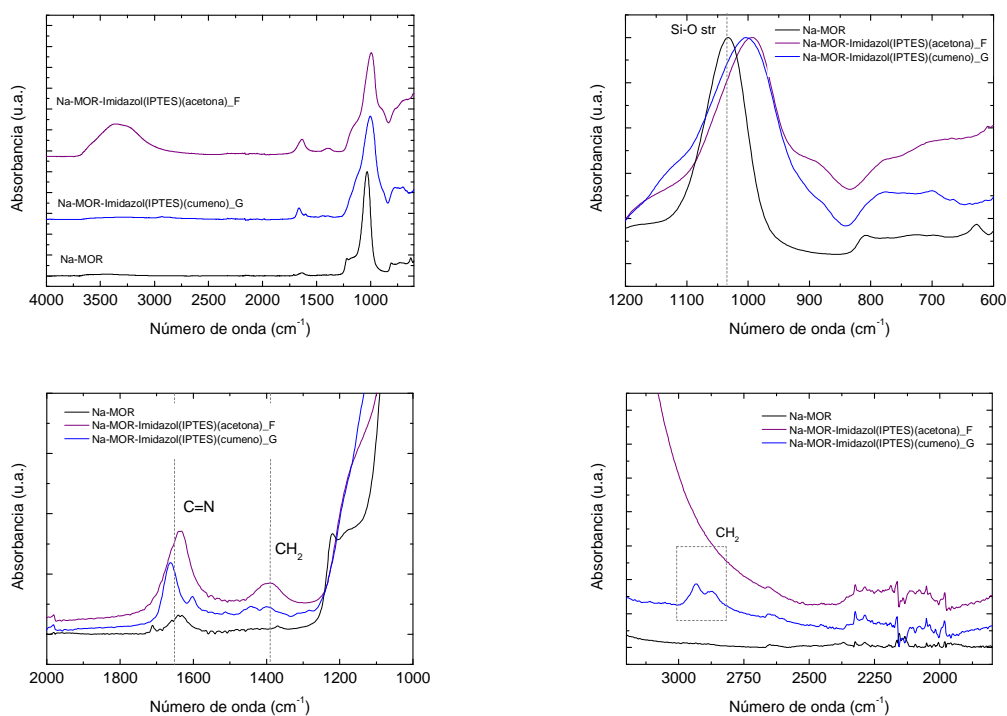 Absorbancia (u.a.)
Na-MOR-Imidazol(IPTES)(acetona)_F
Na-MOR-Imidazol(IPTES)(cumeno)_G
Na-MOR
4000 3500 3000 2500 2000 1500 1000
Número de onda (cm-1)
Absorbancia (u.a.)
Si-O str
Na-MOR
Na-MOR-Imidazol(IPTES)(acetona)_F
Na-MOR-Imidazol(IPTES)(cumeno)_G
1200 1100 1000 900 800 700 600
Número de onda (cm-1)
Absorbancia (u.a.)
Na-MOR
Na-MOR-Imidazol(IPTES)(acetona)_F
Na-MOR-Imidazol(IPTES)(cumeno)_G
C=N
CH2
2000 1800 1600 1400 1200 1000
Número de onda (cm-1)
Absorbancia (u.a.)
Na-MOR
Na-MOR-Imidazol(IPTES)(acetona)_F
Na-MOR-Imidazol(IPTES)(cumeno)_G
CH2
3000 2750 2500 2250 2000
Número de onda (cm-1)